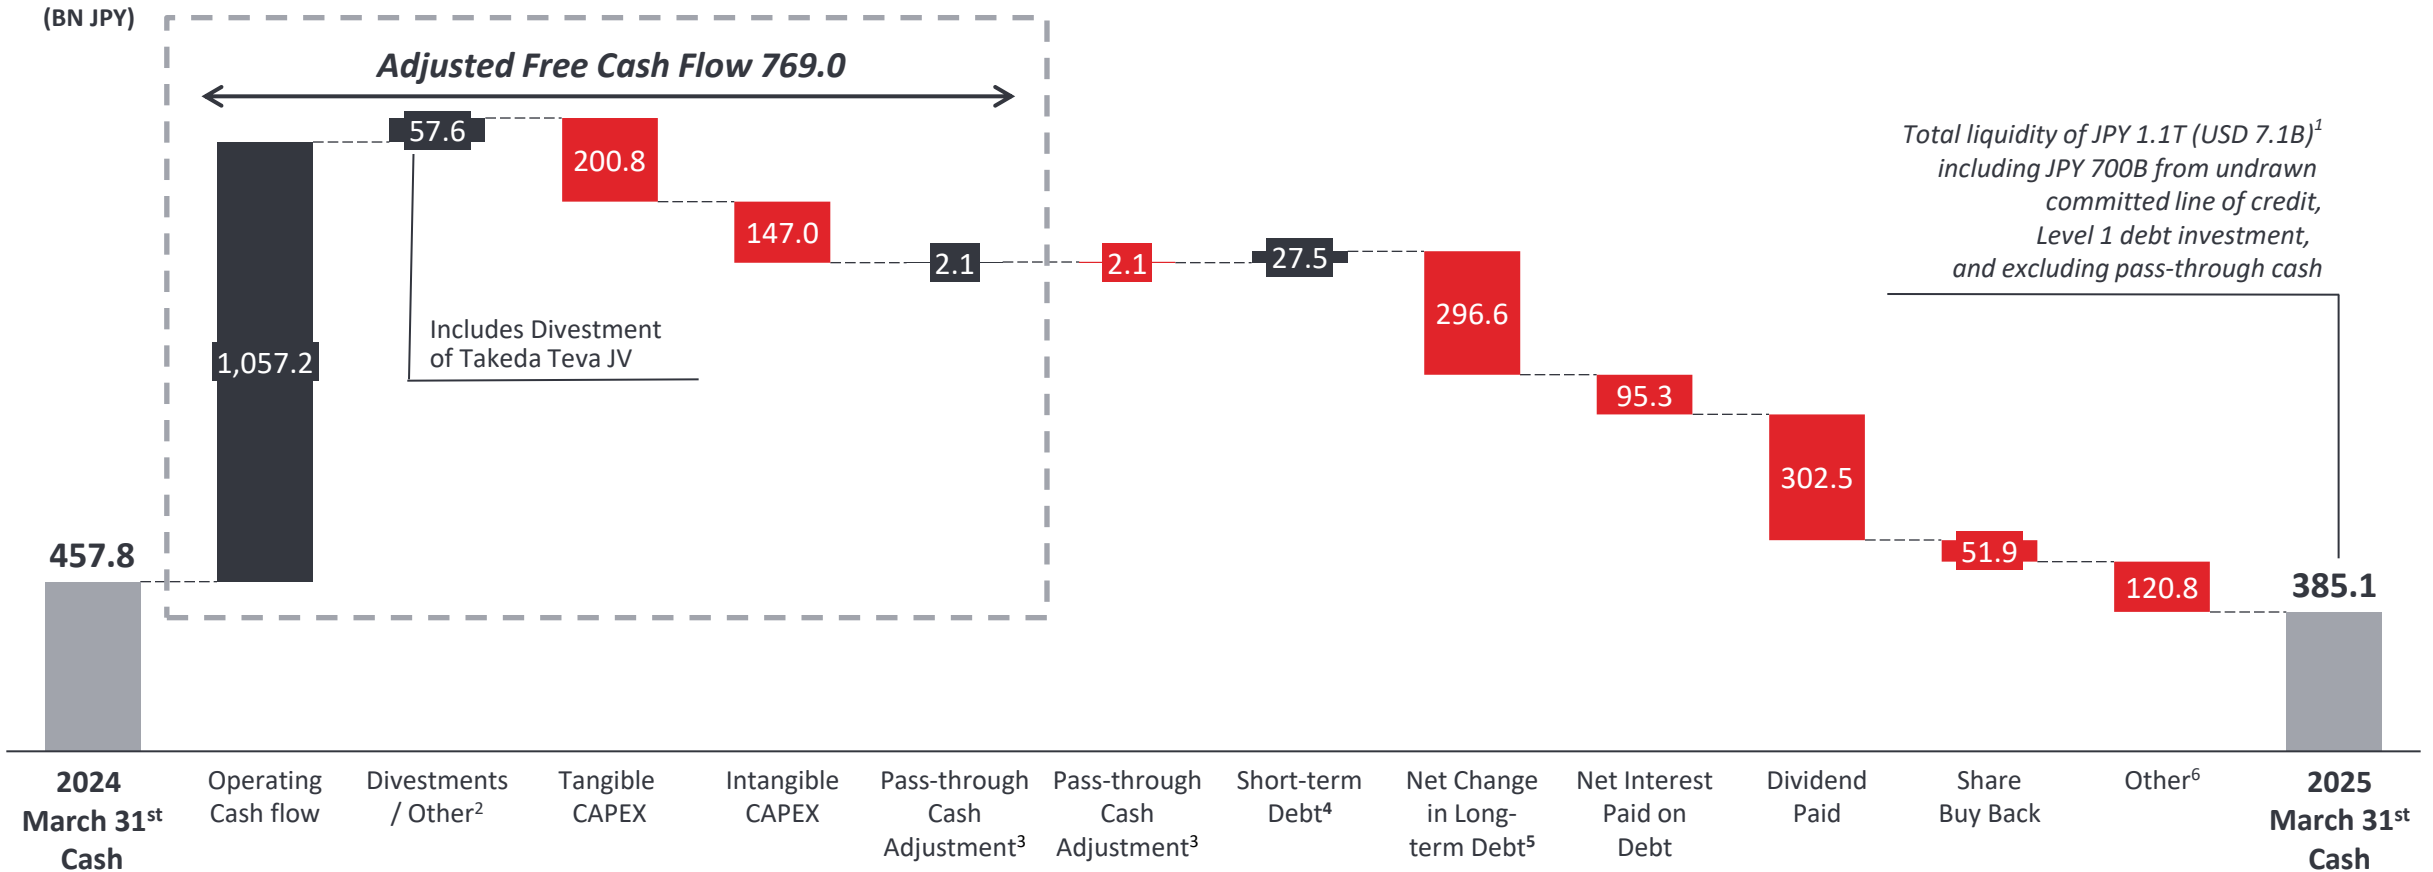 (BN JPY)
Adjusted Free Cash Flow 769.0
57.6
200.8
147.0
2.1
2.1
27.5
296.6
95.3
302.5
51.9
120.8
1,057.2
457.8
385.1
Includes Divestment
of Takeda Teva JV
Total liquidity of JPY 1.1T (USD 7.1B)1
including JPY 700B from undrawn
committed line of credit,
Level 1 debt investment,
and excluding pass-through cash
2024
March 31st
Cash
Operating
Cash flow
Divestments
/ Other2
Tangible
CAPEX
Intangible
CAPEX
Pass-through
Cash
Adjustment3
Pass-through
Cash
Adjustment3
Short-term
Debt4
Net Change
in Long-
term Debt5
Net Interest
Paid on
Debt
Dividend
Paid
Share
Buy Back
Other6
2025
March 31st
Cash